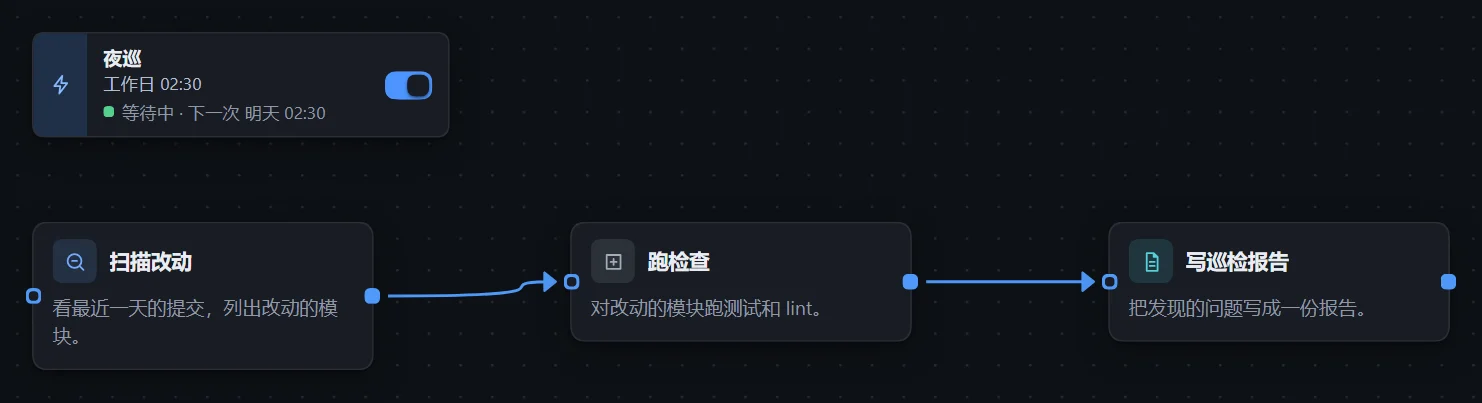 夜巡
工作日 02:30
等待中 · 下一次 明天 02:30
扫描改动
看最近一天的提交，列出改动的模
块。
跑检查
对改动的模块跑测试和 lint。
写巡检报告
把发现的问题写成一份报告。